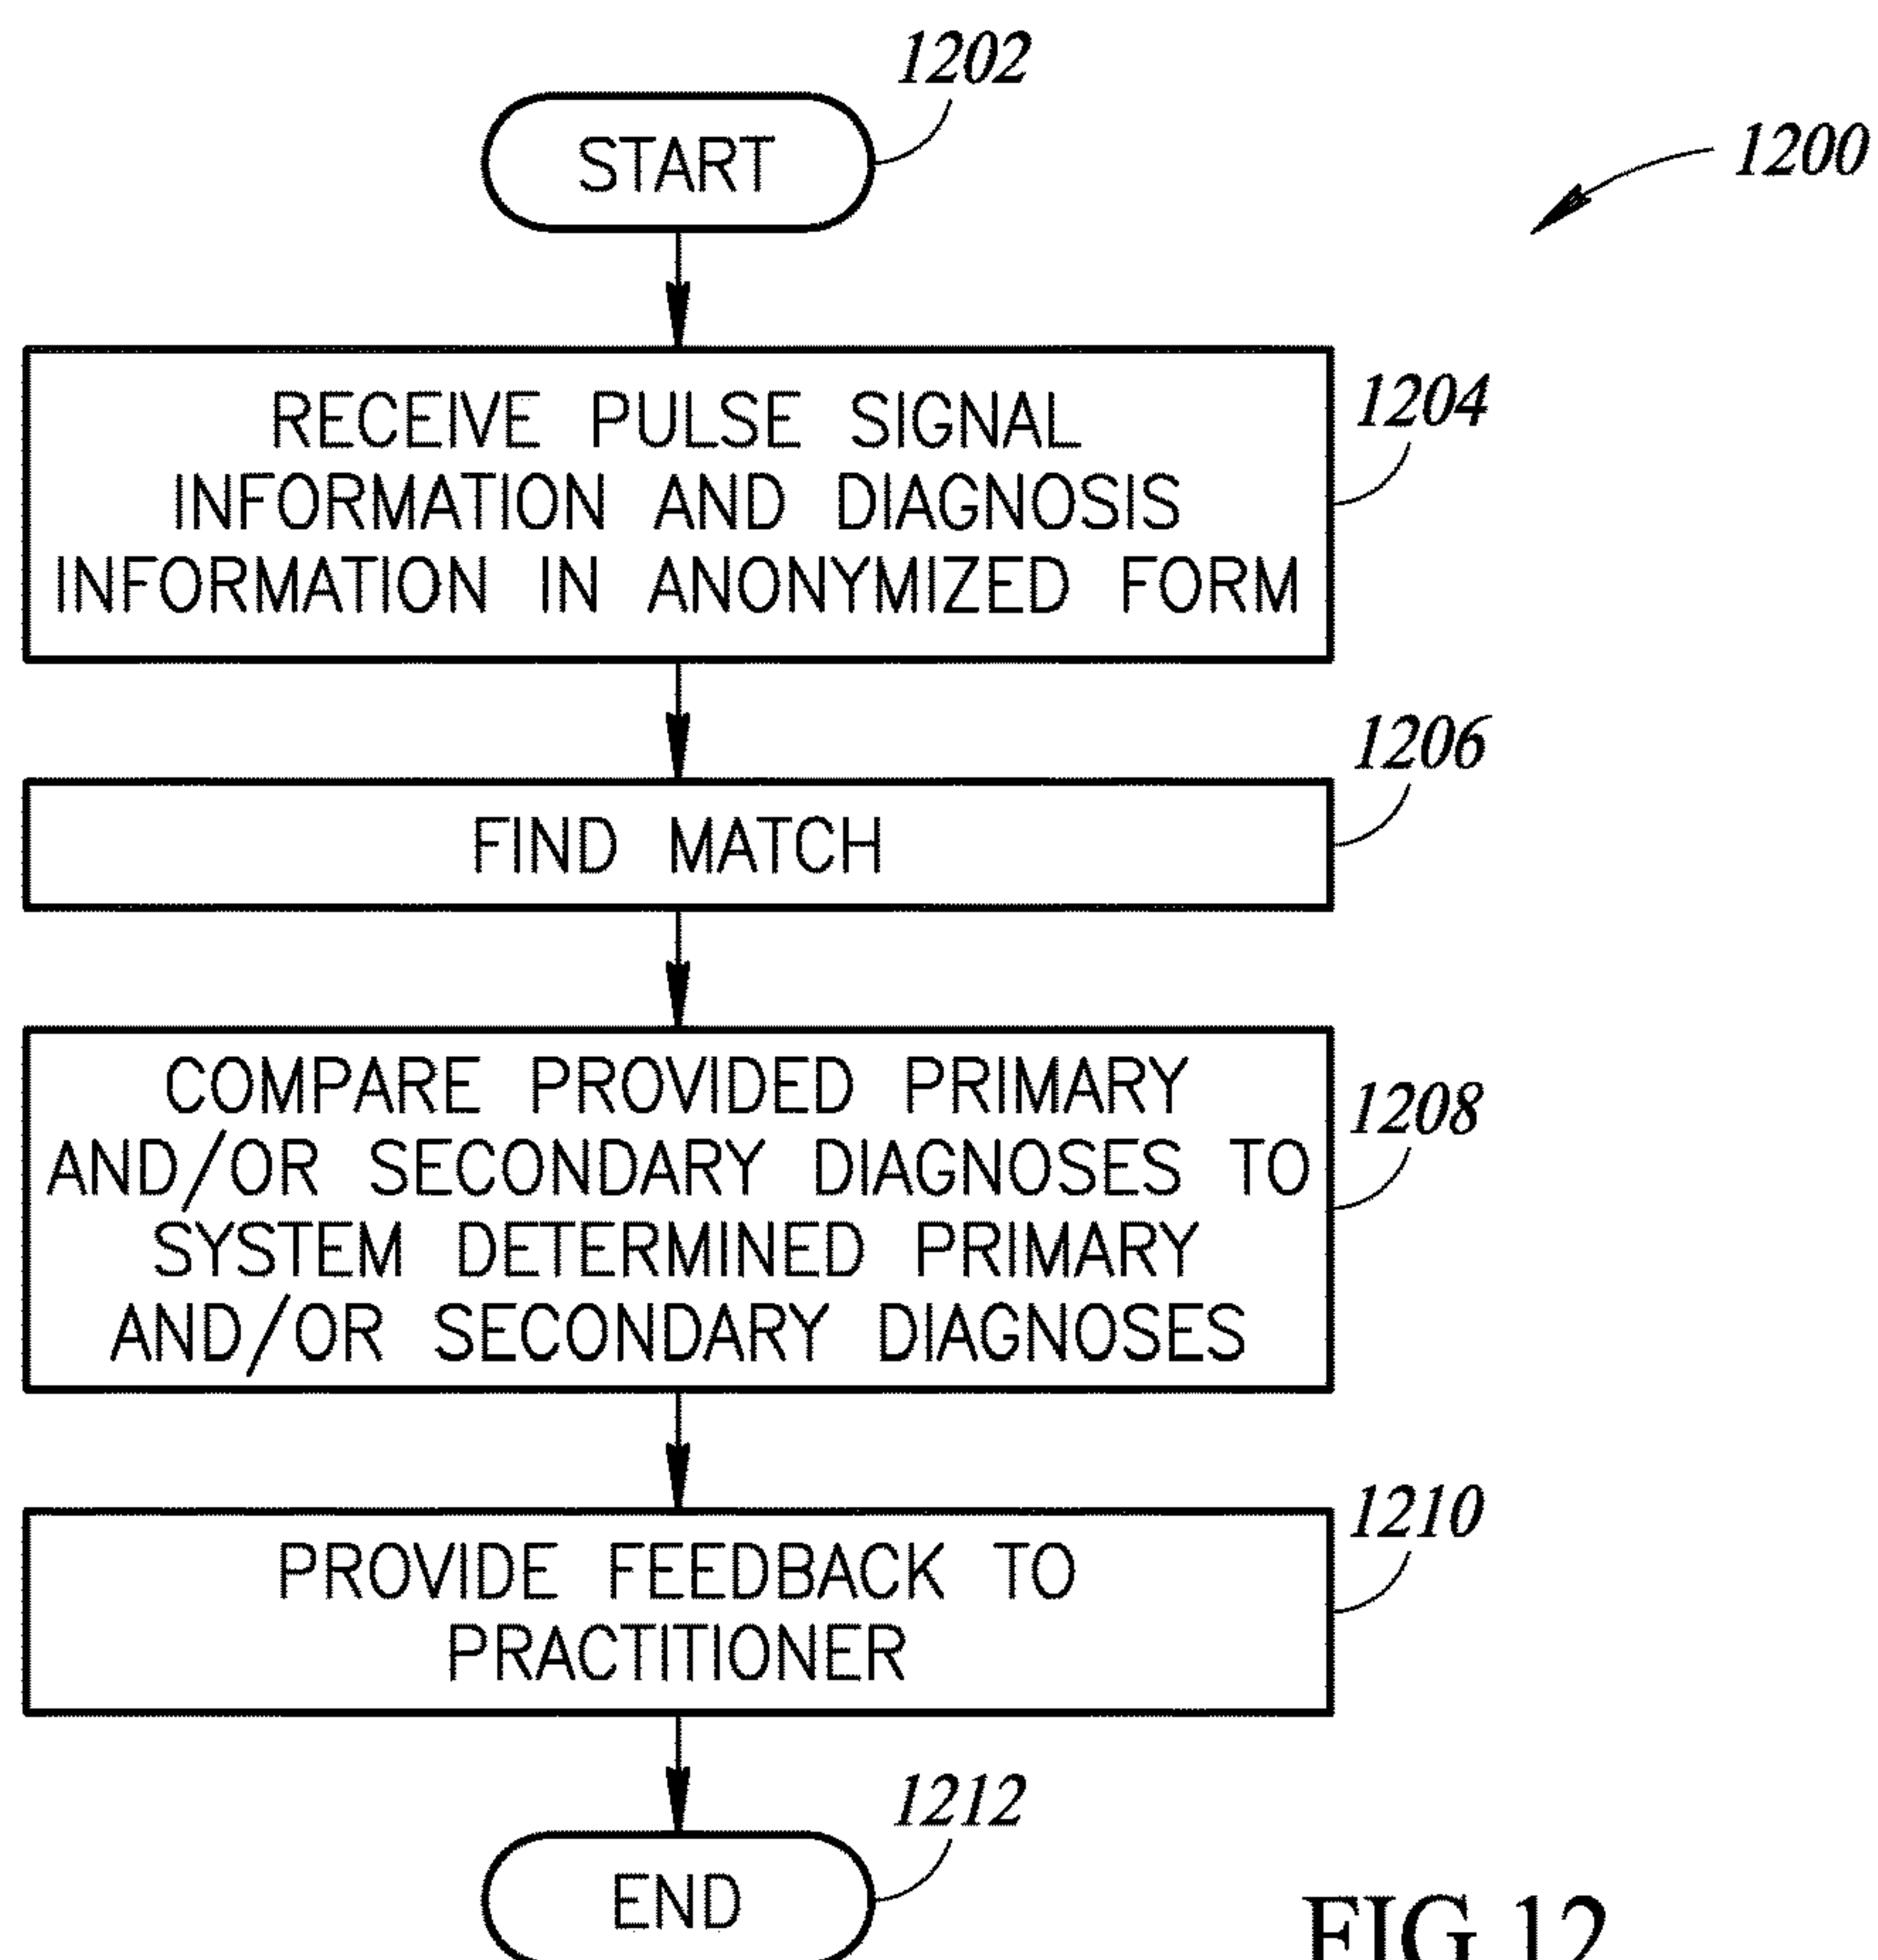 1202
START
1200
RECEIVE PULSE SIGNAL
INFORMATION AND DIAGNOSIS
INFORMATION IN ANONYMIZED FORM
1204
1206
FIND MATCH
COMPARE PROVIDED PRIMARY
AND/OR SECONDARY DIAGNOSES TO
SYSTEM DETERMINED PRIMARY
AND/OR SECONDARY DIAGNOSES
1208
PROVIDE FEEDBACK TO
PRACTITIONER
1210
1212
END
FIG.12